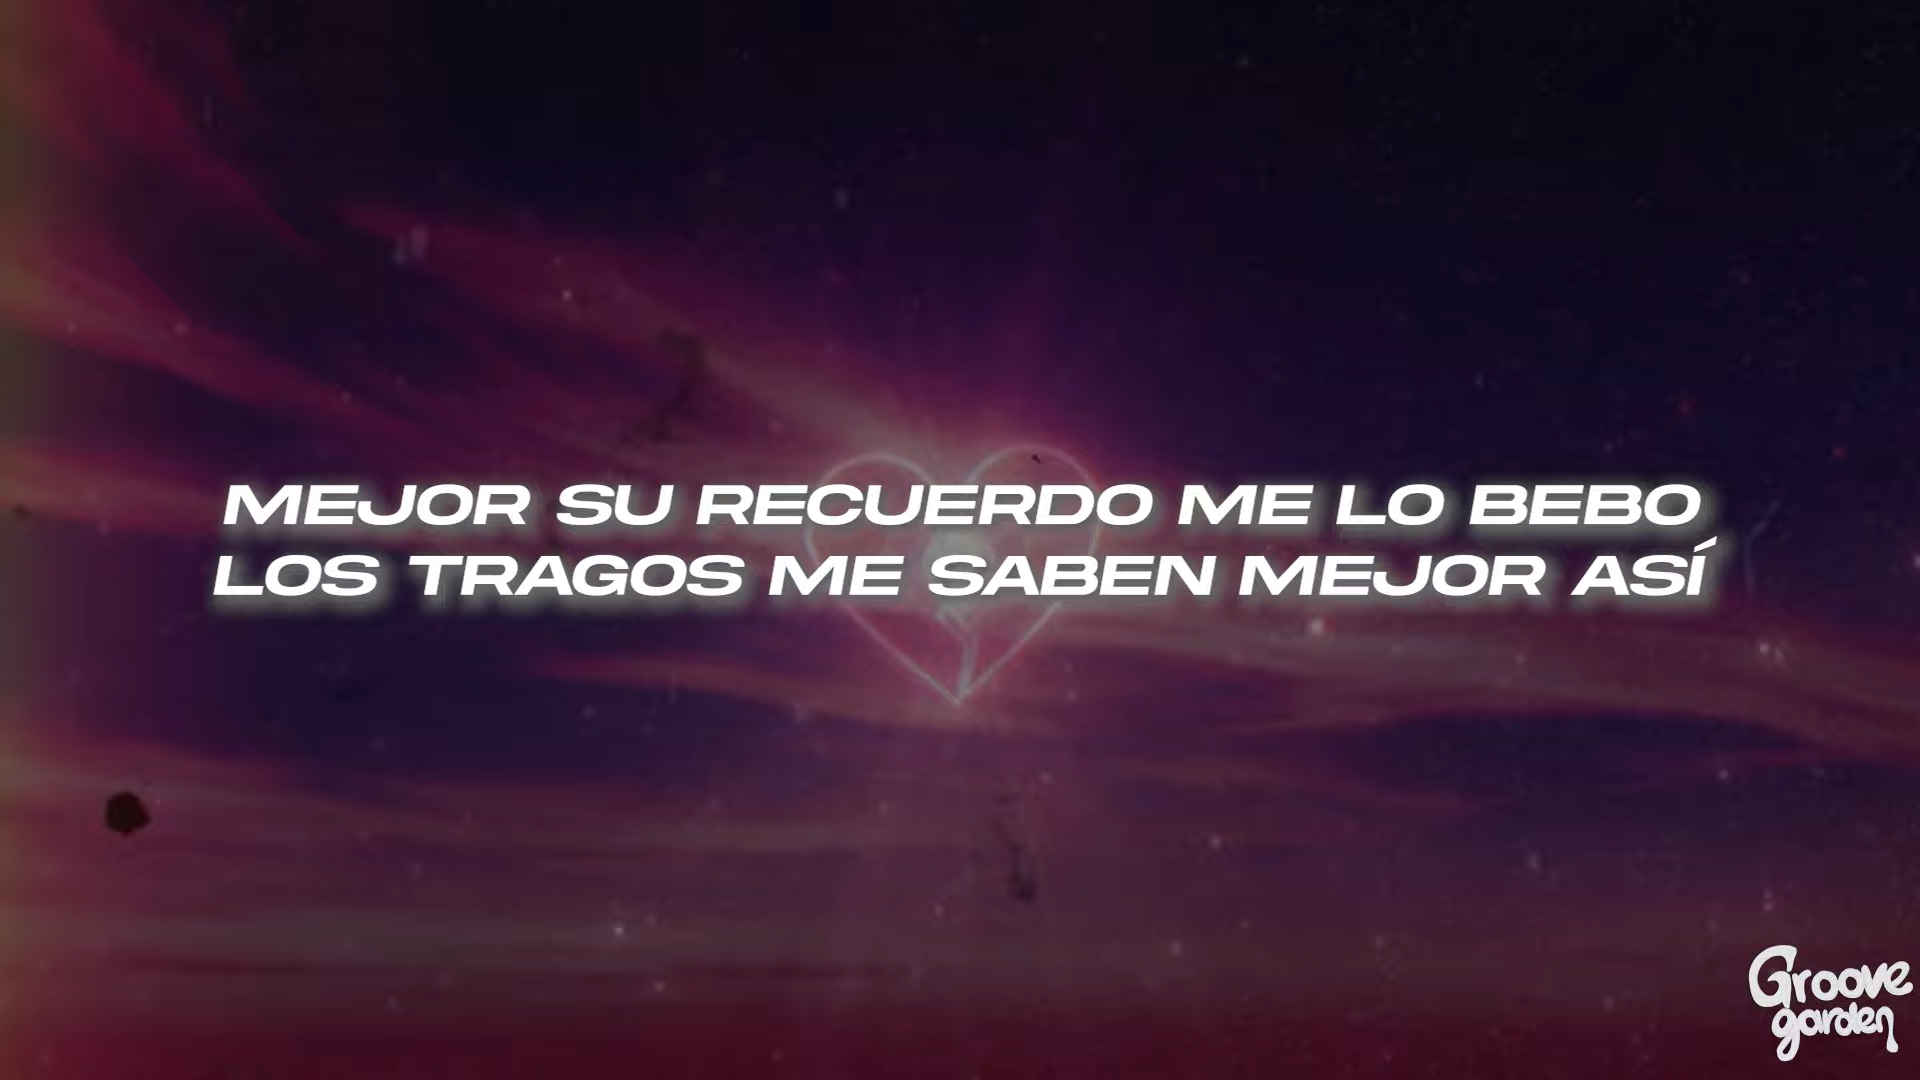 MEJOR SU RECUERDO ME LO BEBO
LOS TRAGOS ME SABEN MEJOR ASÍ
Groove
garden